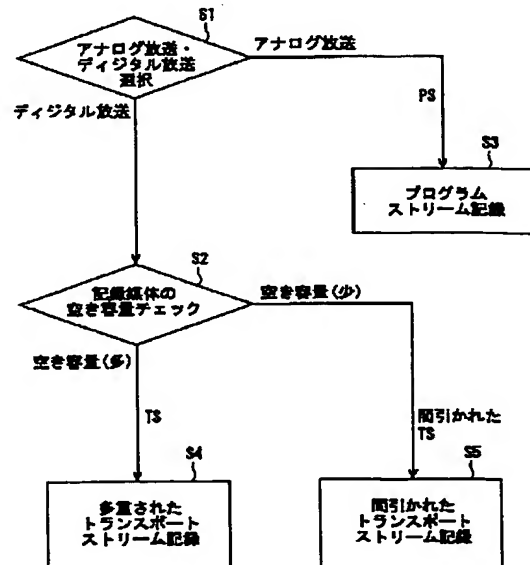 S1
アナログ放送・
ディジタル放送
選択
アナログ放送
ディジタル放送
PS
S3
プログラム
ストリーム記録
S2
記録媒体の
空き容量チェック
空き容量(少)
空き容量(多)
TS
間引かれた
TS
S4
多重された
トランスポート
ストリーム記録
S5
間引かれた
トランスポート
ストリーム記録